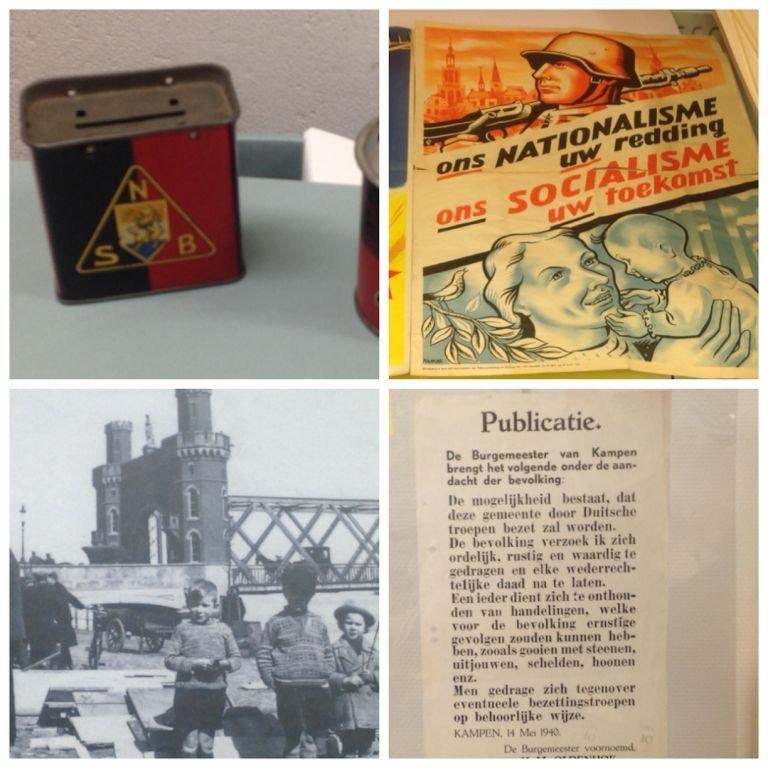 N
S B
ons NATIONALISME
uw redding
ons SOCIALISME
uw toekomst
Publicatie.
De Burgemeester van Kampen
brengt het volgende onder de aan-
dacht der bevolking:
De mogelijkheid bestaat, dat
deze gemeente door Duitsche
troepen bezet zal worden.
De bevolking verzoek ik zich
ordelijk, rustig en waardig te
gedragen en elke wederrech-
telijke daad na te laten.
Een ieder dient zich te onthou-
den van handelingen, welke
voor de bevolking ernstige
gevolgen zouden kunnen heb-
ben, zooals gooien met steenen,
uitjouwen, schelden, hoonen
enz.
Men gedrage zich tegenover
eventueele bezettingstroepen
op behoorlijke wijze.
KAMPEN, 14 Mei 1940.
De Burgemeester voornoemd,